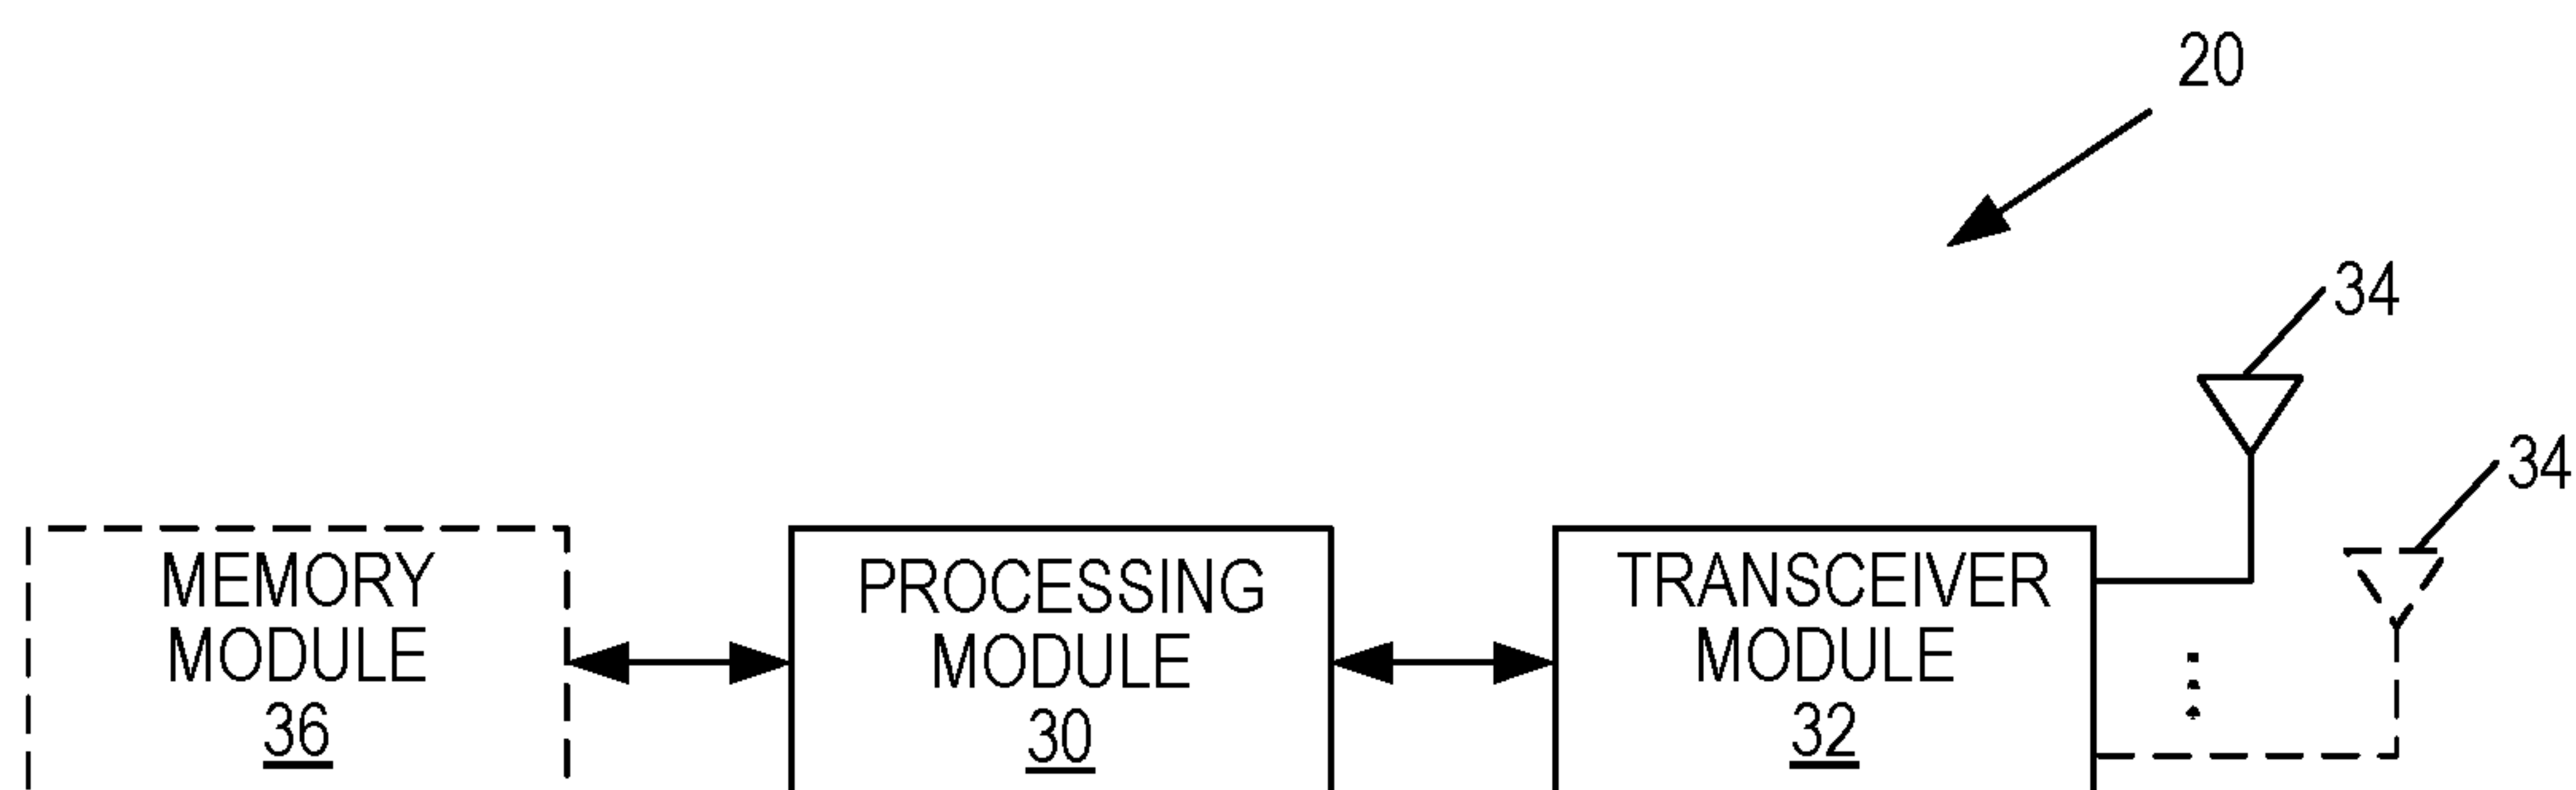 20
34
34
MEMORY
MODULE
36
PROCESSING
MODULE
30
TRANSCEIVER
MODULE
32